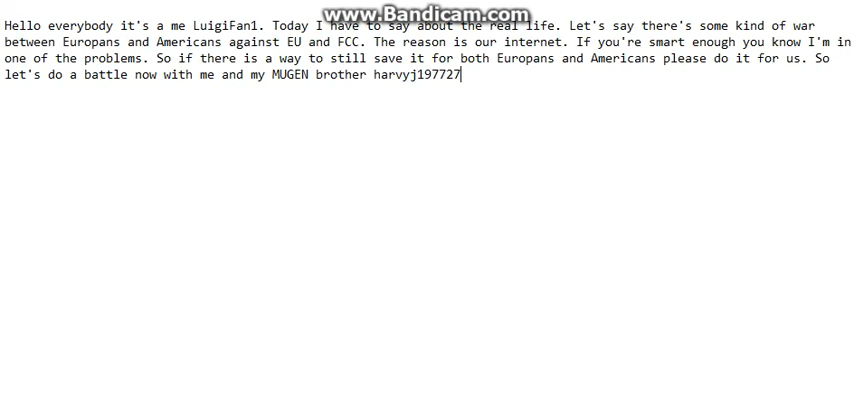 www.Bandicam.com
Hello everybody it's a me LuigiFan1. Today I have to say about the real life. Let's say there's some kind of war
between Europans and Americans against EU and FCC. The reason is our internet. If you're smart enough you know I'm in
one of the problems. So if there is a way to still save it for both Europans and Americans please do it for us. So
let's do a battle now with me and my MUGEN brother harvyj197727